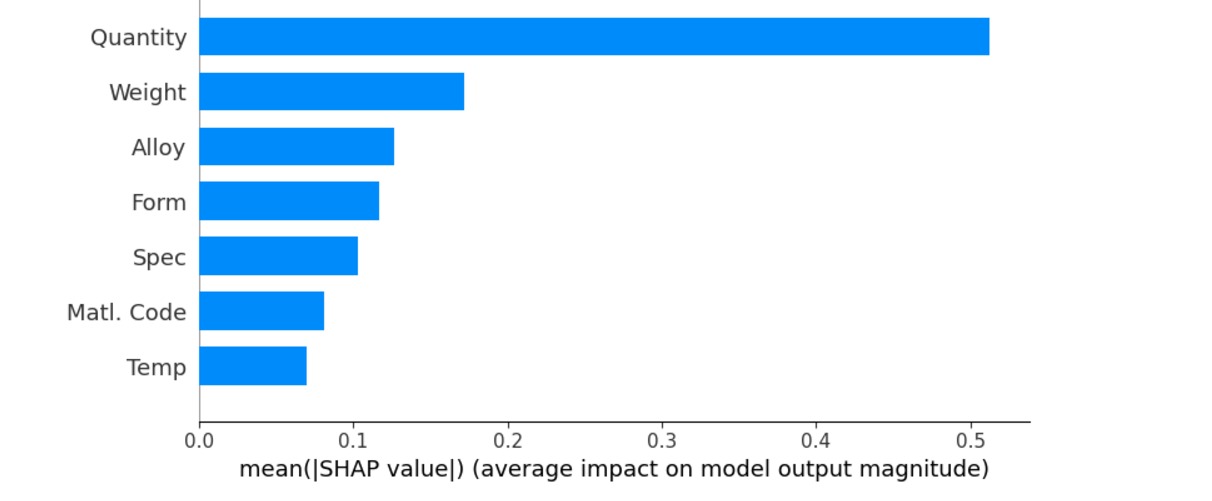 Quantity
Weight
Alloy
Form
Spec
Matl. Code
Temp
0.0 0.1 0.2 0.3 0.4 0.5
mean(|SHAP value|) (average impact on model output magnitude)